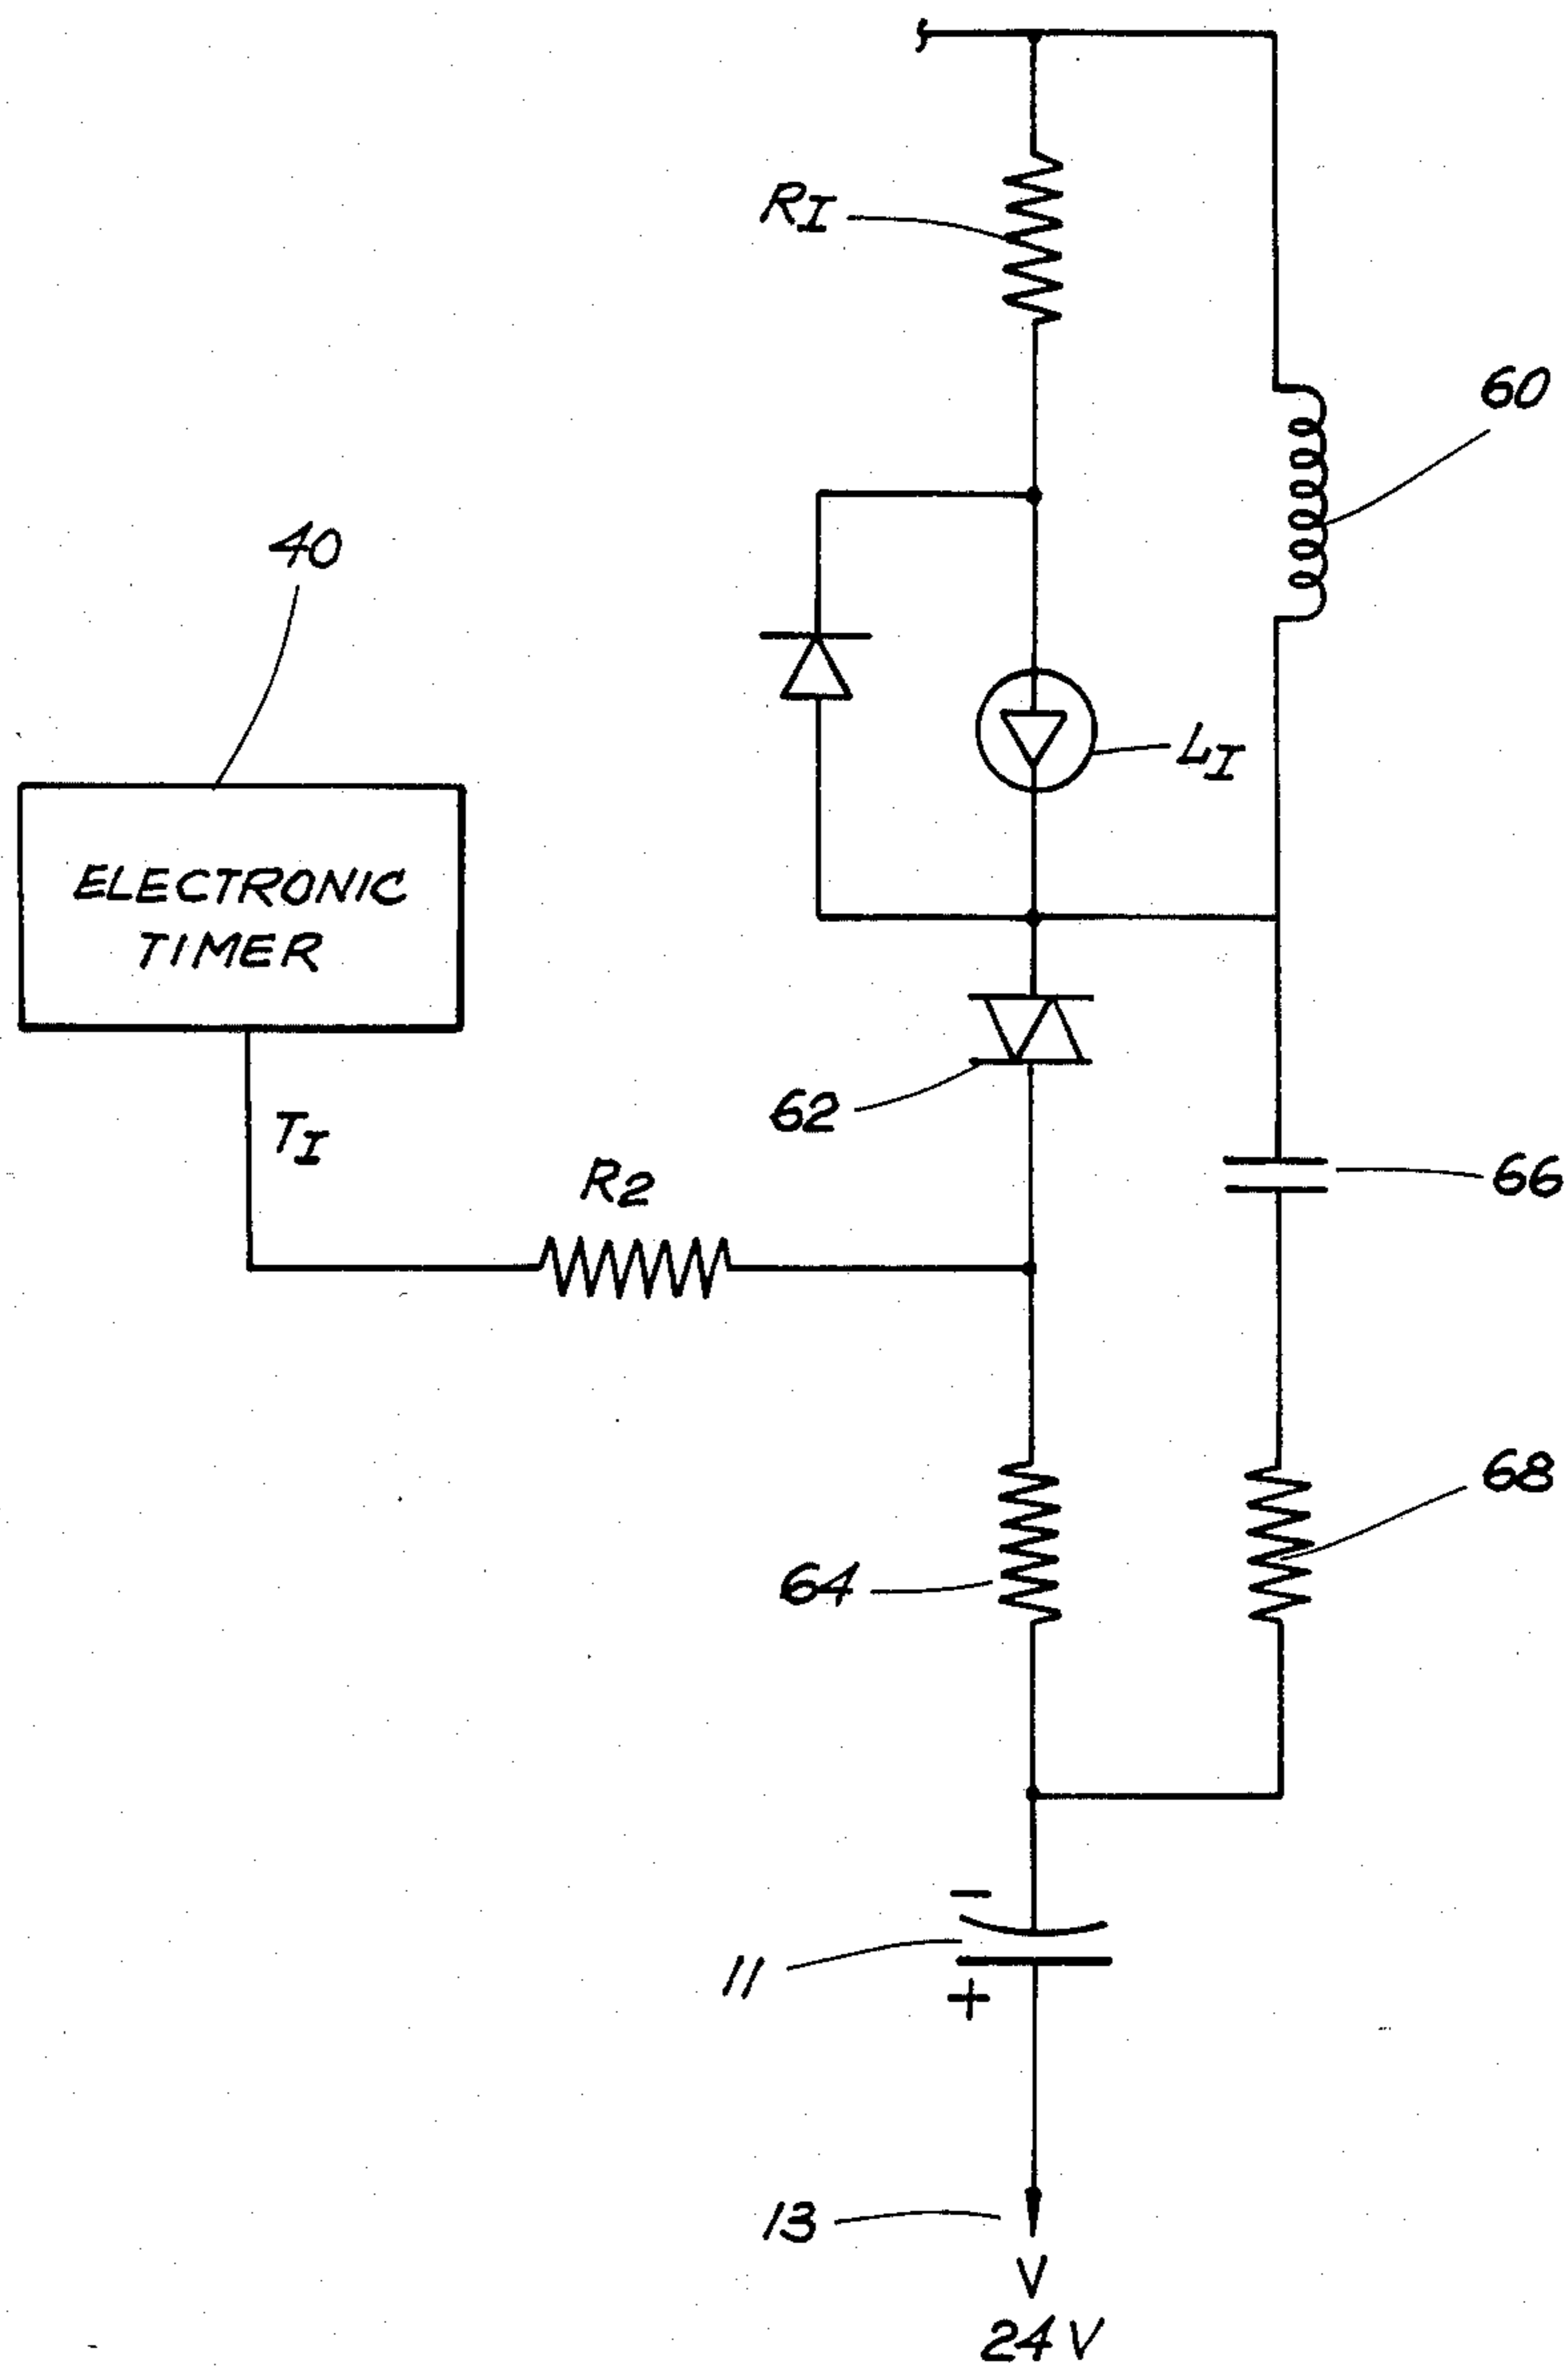 RI
60
40
LI
ELECTRONIC
TIMER
62
TI
R2
66
68
64
-
11
+
13
V
24V